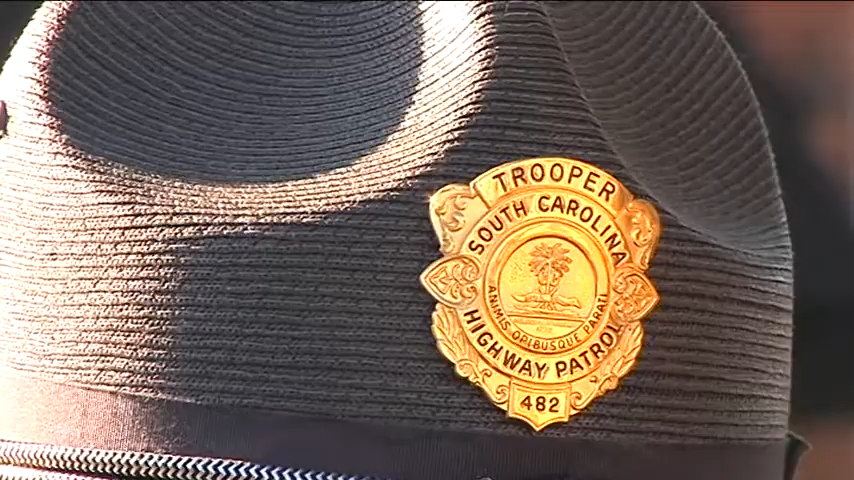 TROOPER
SOUTH CAROLINA
ANIMIS OPIBUSQUE PARATI
HIGHWAY PATROL
482